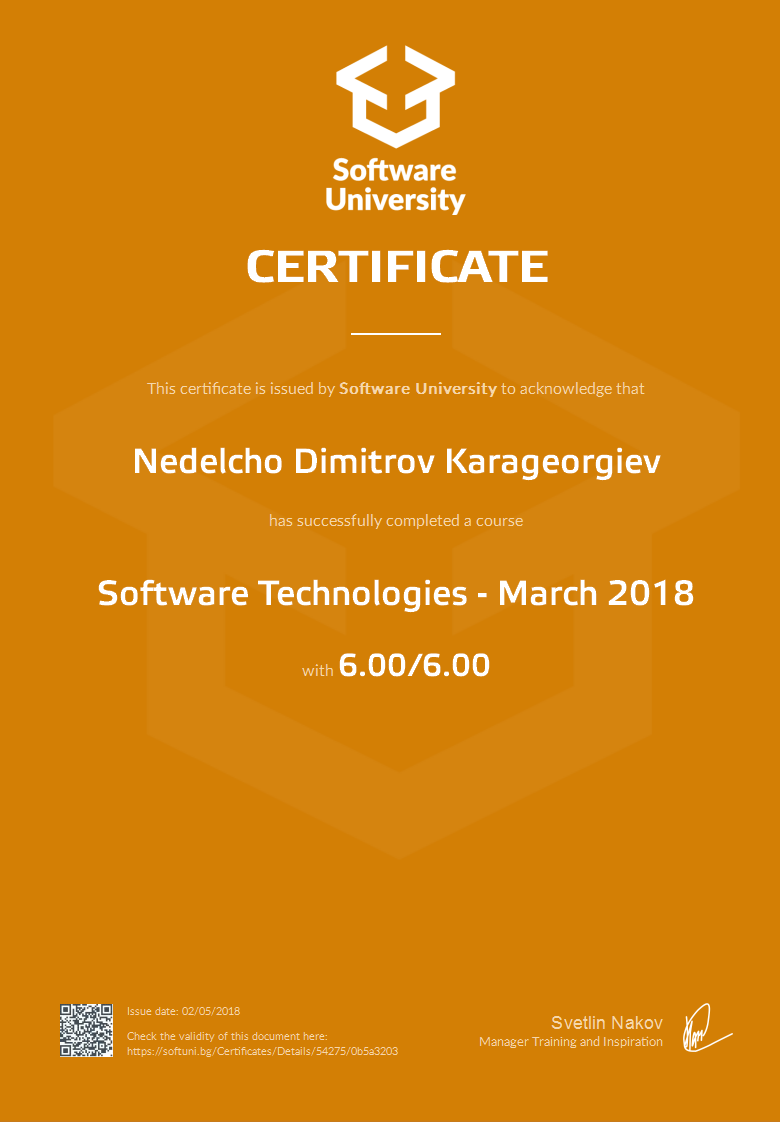 Software
University
CERTIFICATE
This certificate is issued by Software University to acknowledge that
Nedelcho Dimitrov Karageorgiev
has successfully completed a course
Software Technologies - March 2018
with 6.00/6.00
Issue date: 02/05/2018
Check the validity of this document here:
https://softuni.bg/Certificates/Details/54275/0b5a3203
Svetlin Nakov
Manager Training and Inspiration